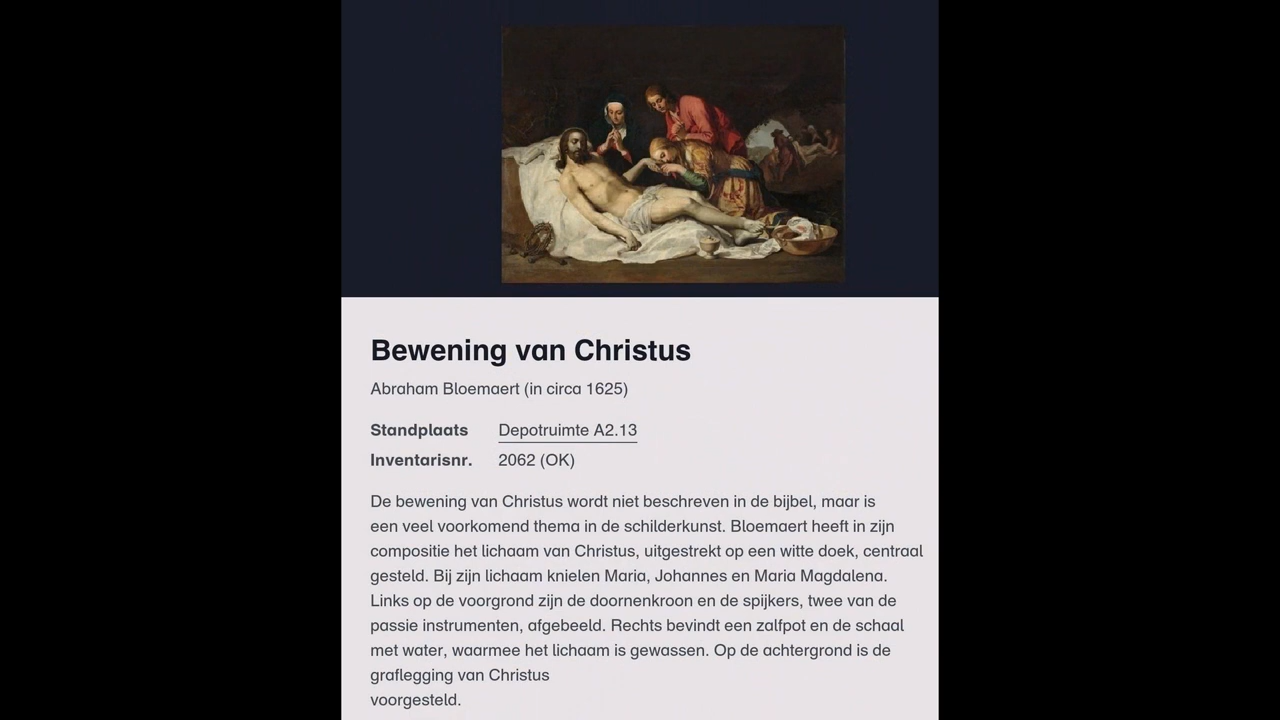 Bewening van Christus
Abraham Bloemaert (in circa 1625)
Standplaats Depotruimte A2.13
Inventarisnr. 2062 (OK)
De bewening van Christus wordt niet beschreven in de bijbel, maar is
een veel voorkomend thema in de schilderkunst. Bloemaert heeft in zijn
compositie het lichaam van Christus, uitgestrekt op een witte doek, centraal
gesteld. Bij zijn lichaam knielen Maria, Johannes en Maria Magdalena.
Links op de voorgrond zijn de doornenkroon en de spijkers, twee van de
passie instrumenten, afgebeeld. Rechts bevindt een zalfpot en de schaal
met water, waarmee het lichaam is gewassen. Op de achtergrond is de
graflegging van Christus
voorgesteld.